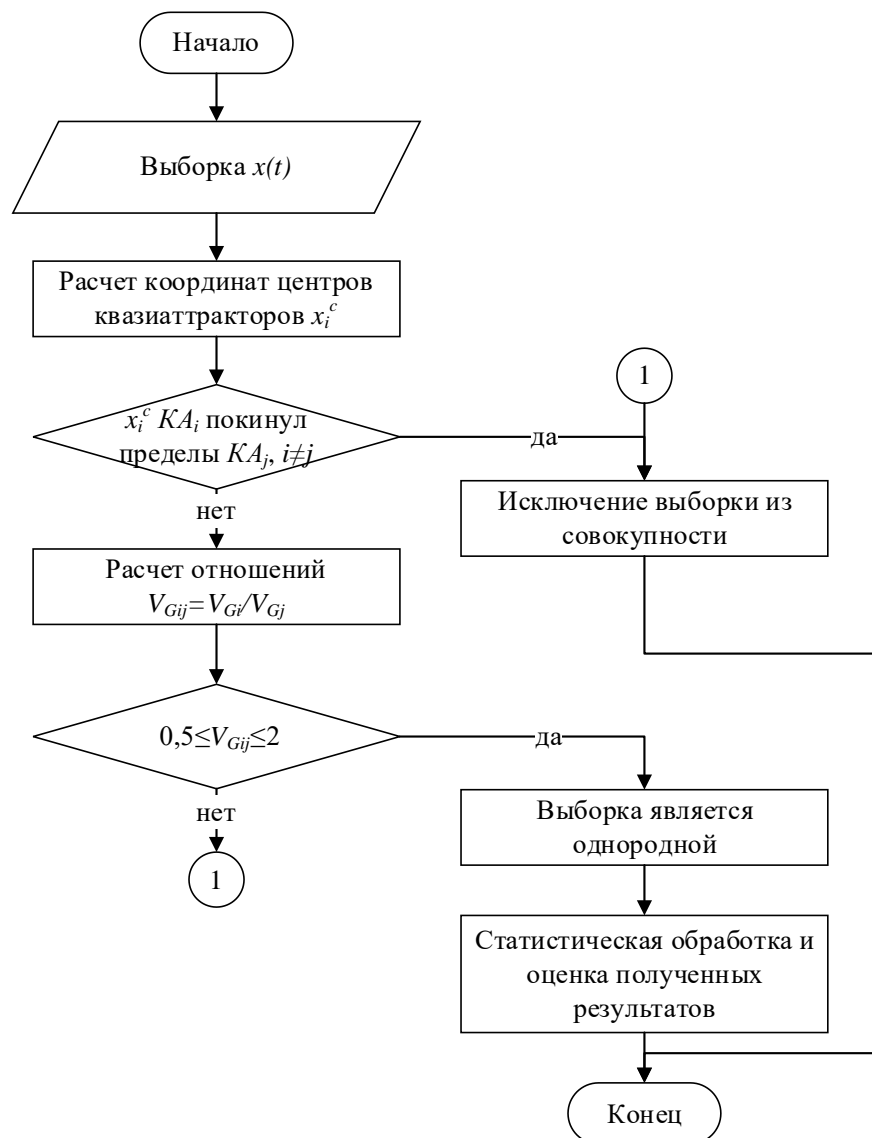 Начало
Выборка x(t)
Расчет координат центров
квазиаттракторов xᵢᶜ
1
xᵢᶜ КАᵢ покинул
пределы КАⱼ, i≠j
да
нет
Исключение выборки из
совокупности
Расчет отношений
V_Gij=V_Gi/V_Gj
0,5≤V_Gij≤2
да
нет
Выборка является
однородной
1
Статистическая обработка и
оценка полученных
результатов
Конец